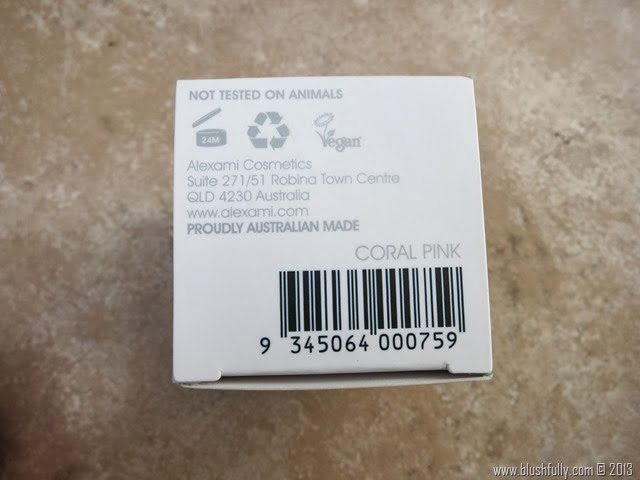 NOT TESTED ON ANIMALS
24M
Vegan
Alexami Cosmetics
Suite 271/51 Robina Town Centre
QLD 4230 Australia
www.alexami.com
PROUDLY AUSTRALIAN MADE
CORAL PINK
9 345064 000759
www.blushfully.com © 2013